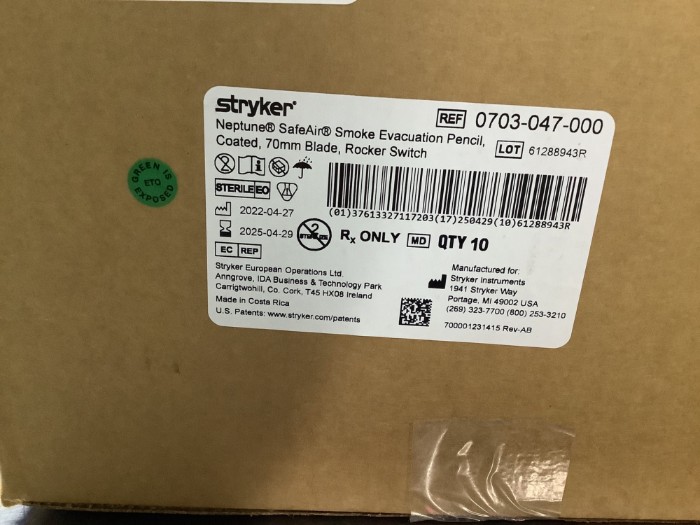 stryker®
REF 0703-047-000
Neptune® SafeAir® Smoke Evacuation Pencil,
Coated, 70mm Blade, Rocker Switch
LOT 61288943R
STERILE EO
(01)37613327117203(17)250429(10)61288943R
2022-04-27
2025-04-29
Rx ONLY MD QTY 10
EC REP
Stryker European Operations Ltd.
Anngrove, IDA Business & Technology Park
Carrigtwohill, Co. Cork, T45 HX08 Ireland
Made in Costa Rica
U.S. Patents: www.stryker.com/patents
Manufactured for:
Stryker Instruments
1941 Stryker Way
Portage, MI 49002 USA
(269) 323-7700 (800) 253-3210
700001231415 Rev-AB
GREEN IS
ETO
EXPOSED